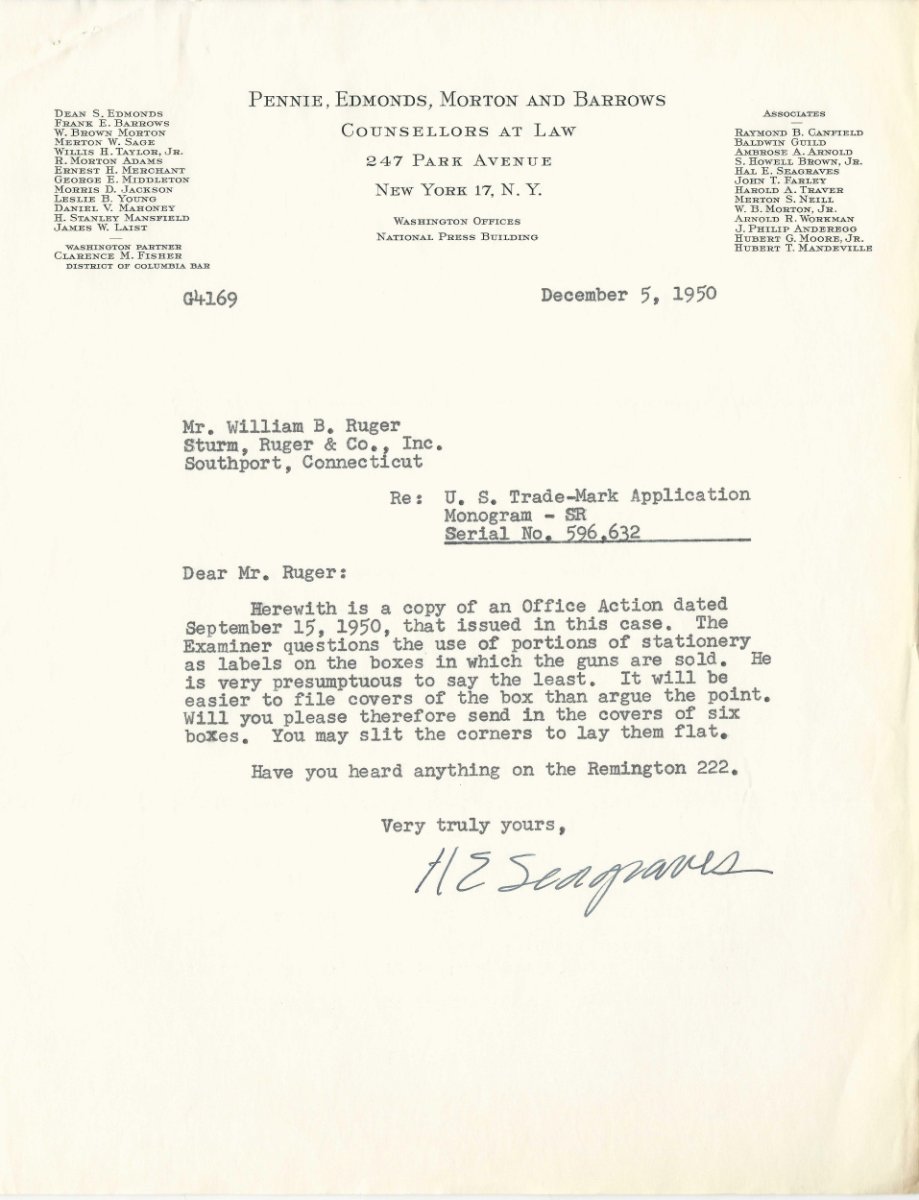 PENNIE, EDMONDS, MORTON AND BARROWS
COUNSELLORS AT LAW
247 PARK AVENUE
NEW YORK 17, N. Y.
WASHINGTON OFFICES
NATIONAL PRESS BUILDING
DEAN S. EDMONDS
FRANK E. BARROWS
W. BROWN MORTON
MERTON W. SAGE
WILLIS H. TAYLOR, JR.
R. MORTON ADAMS
ERNEST H. MERCHANT
GEORGE E. MIDDLETON
MORRIS D. JACKSON
LESLIE B. YOUNG
DANIEL V. MAHONEY
H. STANLEY MANSFIELD
JAMES W. LAIST
WASHINGTON PARTNER
CLARENCE M. FISHER
DISTRICT OF COLUMBIA BAR
ASSOCIATES
RAYMOND B. CANFIELD
BALDWIN GUILD
AMBROSE A. ARNOLD
S. HOWELL BROWN, JR.
HAL E. SEAGRAVES
JOHN T. FARLEY
HAROLD A. TRAVER
MERTON S. NEILL
W. B. MORTON, JR.
ARNOLD R. WORKMAN
J. PHILIP ANDEREGG
HUBERT G. MOORE, JR.
HUBERT T. MANDEVILLE
G4169
December 5, 1950
Mr. William B. Ruger
Sturm, Ruger & Co., Inc.
Southport, Connecticut
Re: U. S. Trade-Mark Application
Monogram - SR
Serial No. 596,632
Dear Mr. Ruger:
Herewith is a copy of an Office Action dated
September 15, 1950, that issued in this case. The
Examiner questions the use of portions of stationery
as labels on the boxes in which the guns are sold. He
is very presumptuous to say the least. It will be
easier to file covers of the box than argue the point.
Will you please therefore send in the covers of six
boxes. You may slit the corners to lay them flat.
Have you heard anything on the Remington 222.
Very truly yours,
H E Seagraves